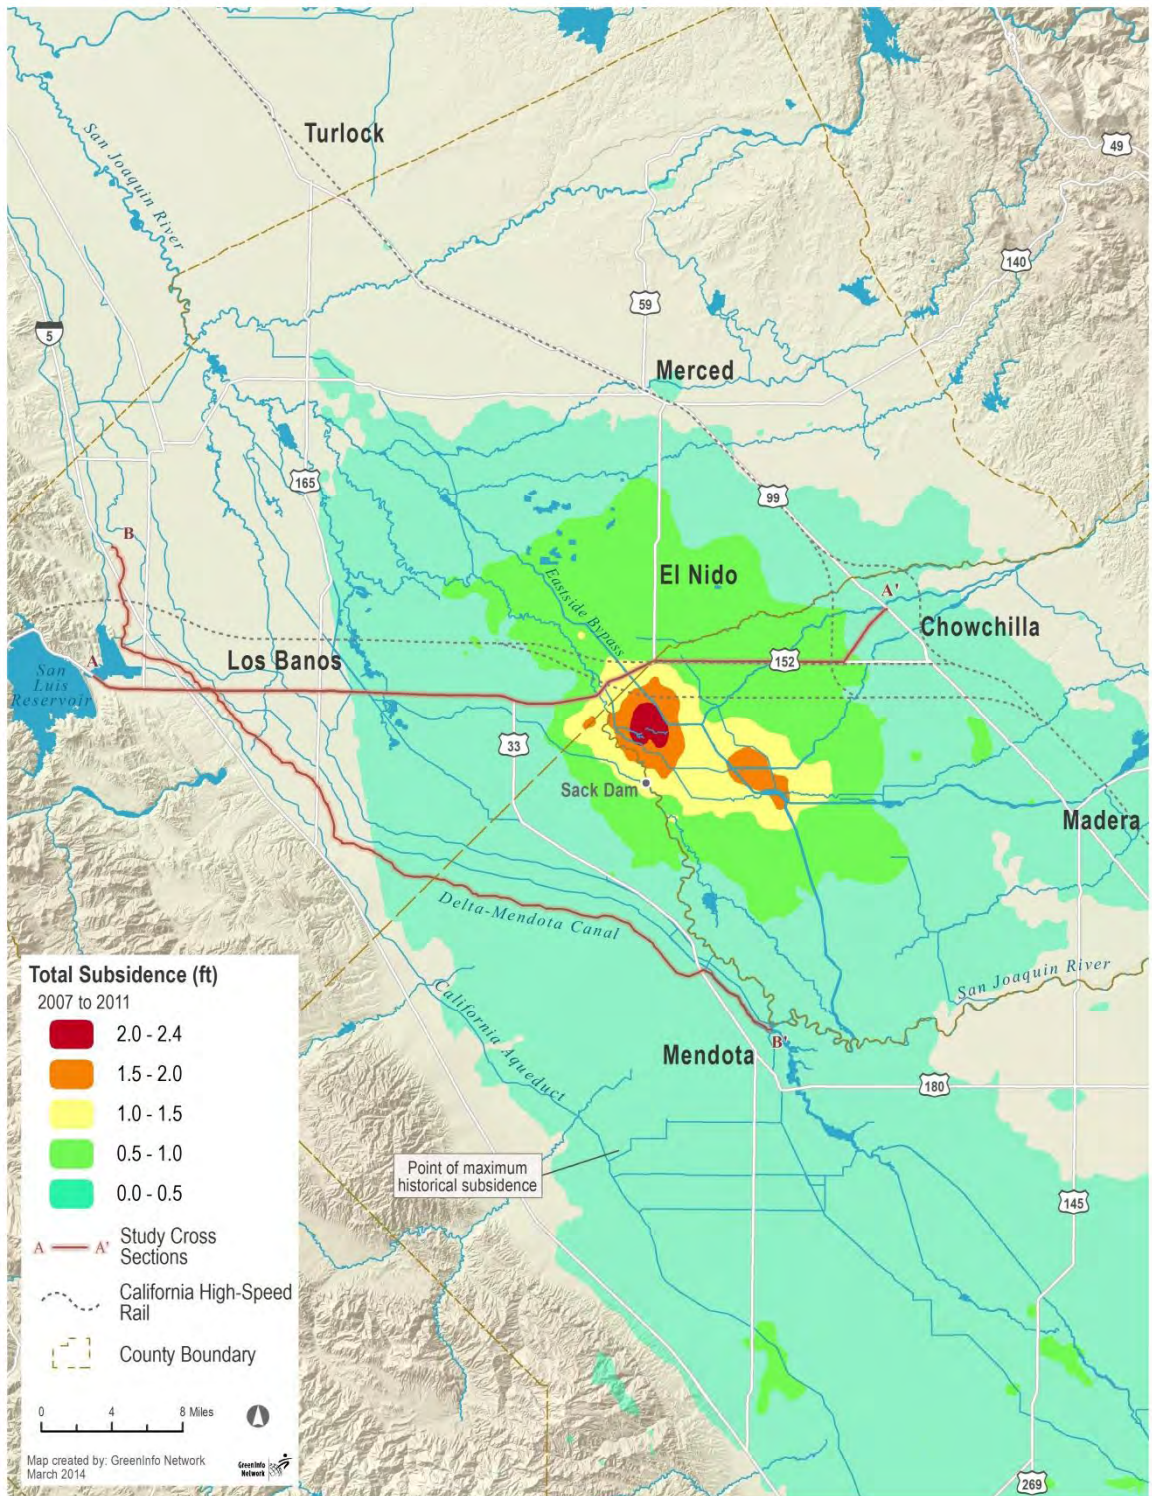 Turlock
San Joaquin River
49
140
59
5
Merced
165
99
B
El Nido
Eastside Bypass
A'
Chowchilla
152
Los Banos
A
San
Luis
Reservoir
33
Sack Dam
Madera
Delta-Mendota Canal
San Joaquin River
California Aqueduct
B'
Mendota
180
Point of maximum
historical subsidence
145
269
Total Subsidence (ft)
2007 to 2011
2.0 - 2.4
1.5 - 2.0
1.0 - 1.5
0.5 - 1.0
0.0 - 0.5
A A' Study Cross
Sections
California High-Speed
Rail
County Boundary
0 4 8 Miles
Map created by: GreenInfo Network
March 2014
GreenInfo
Network